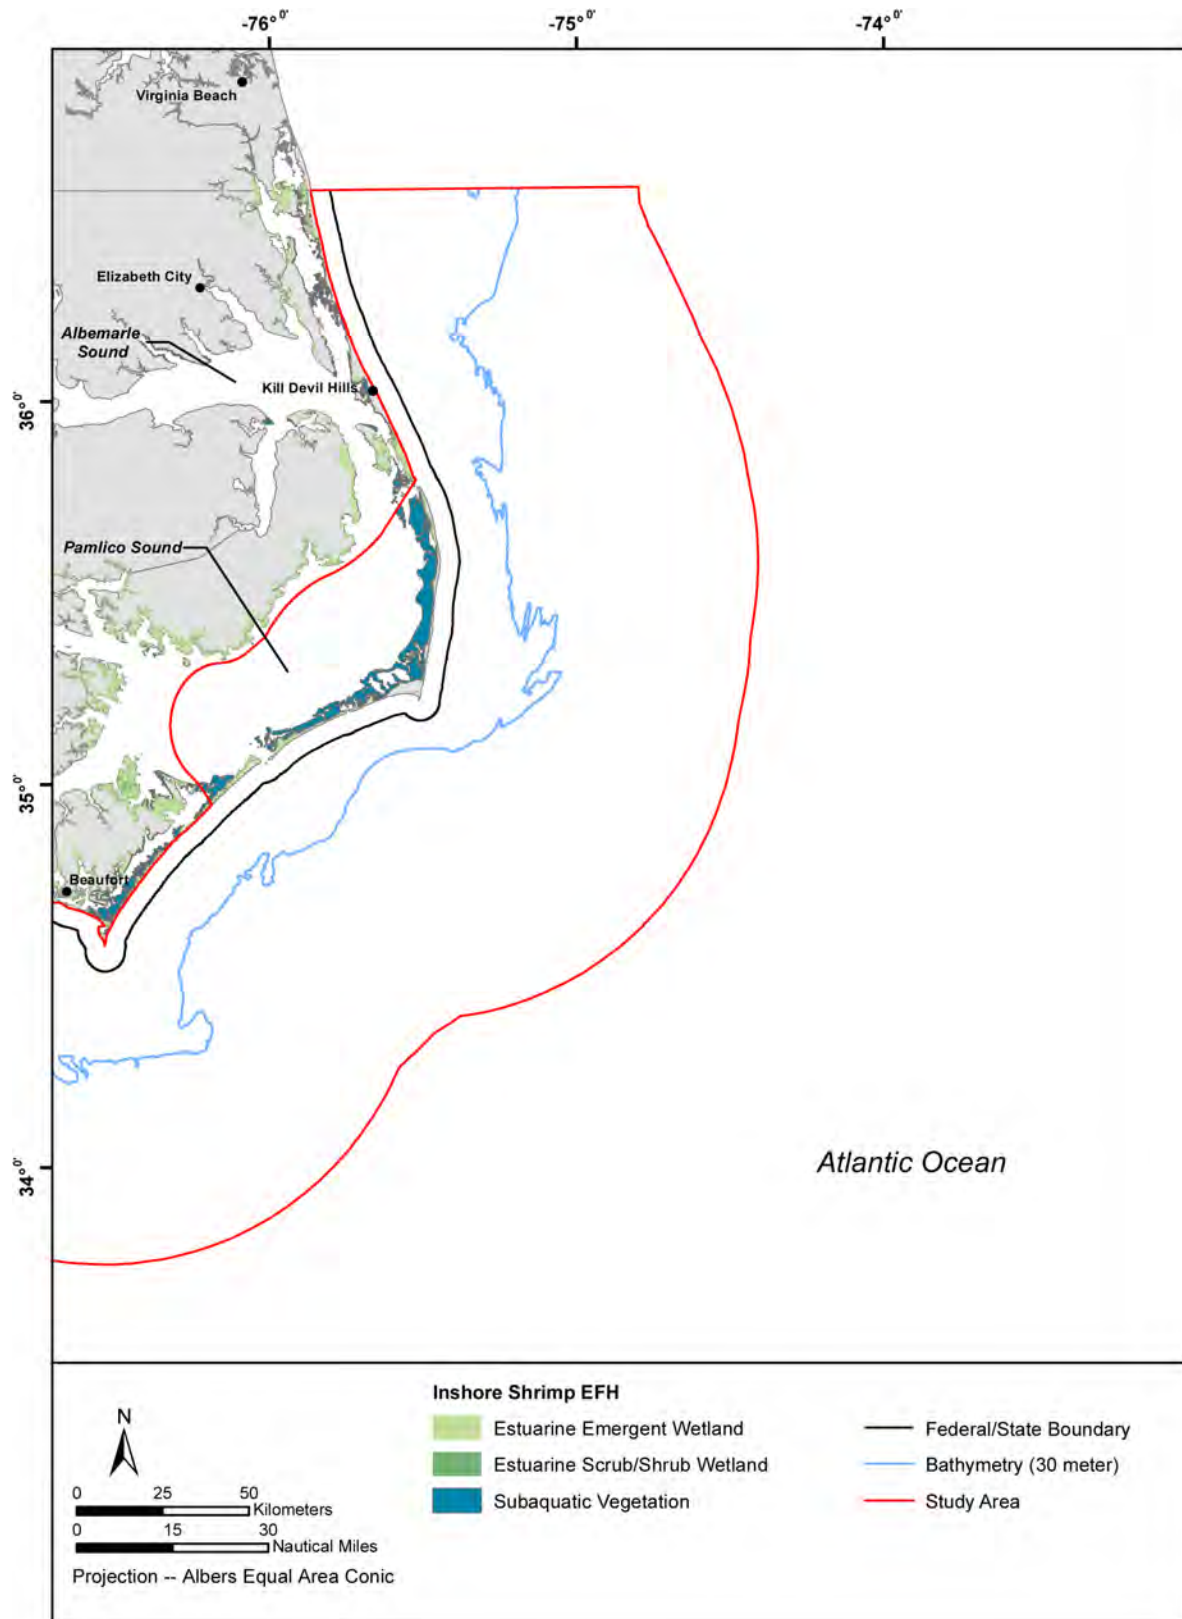 -76°0'
-75°0'
-74°0'
Virginia Beach
Elizabeth City
Albemarle
Sound
Kill Devil Hills
36°0'
Pamlico Sound
35°0'
Beaufort
34°0'
Atlantic Ocean
N
0 25 50
Kilometers
0 15 30
Nautical Miles
Projection -- Albers Equal Area Conic
Inshore Shrimp EFH
Estuarine Emergent Wetland
Estuarine Scrub/Shrub Wetland
Subaquatic Vegetation
Federal/State Boundary
Bathymetry (30 meter)
Study Area